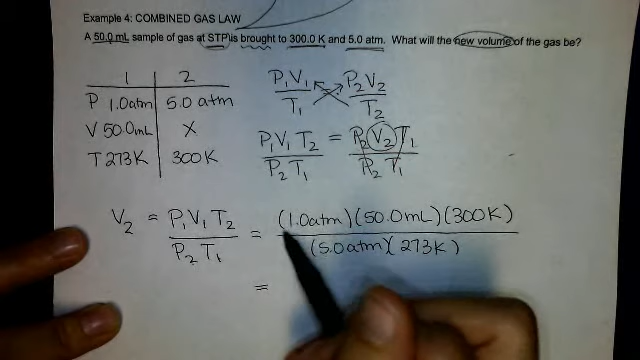 Example 4: COMBINED GAS LAW
A 50.0 mL sample of gas at STP is brought to 300.0 K and 5.0 atm. What will the new volume of the gas be?
1 2
P 1.0atm 5.0 atm
V 50.0mL X
T 273K 300K
P₁V₁ P₂V₂
T₁ T₂
P₁V₁T₂ = P₂V₂T₁
P₂T₁ P₂T₁
V₂ = P₁V₁T₂ = (1.0atm)(50.0mL)(300K)
P₂T₁ (5.0atm)(273K)
=